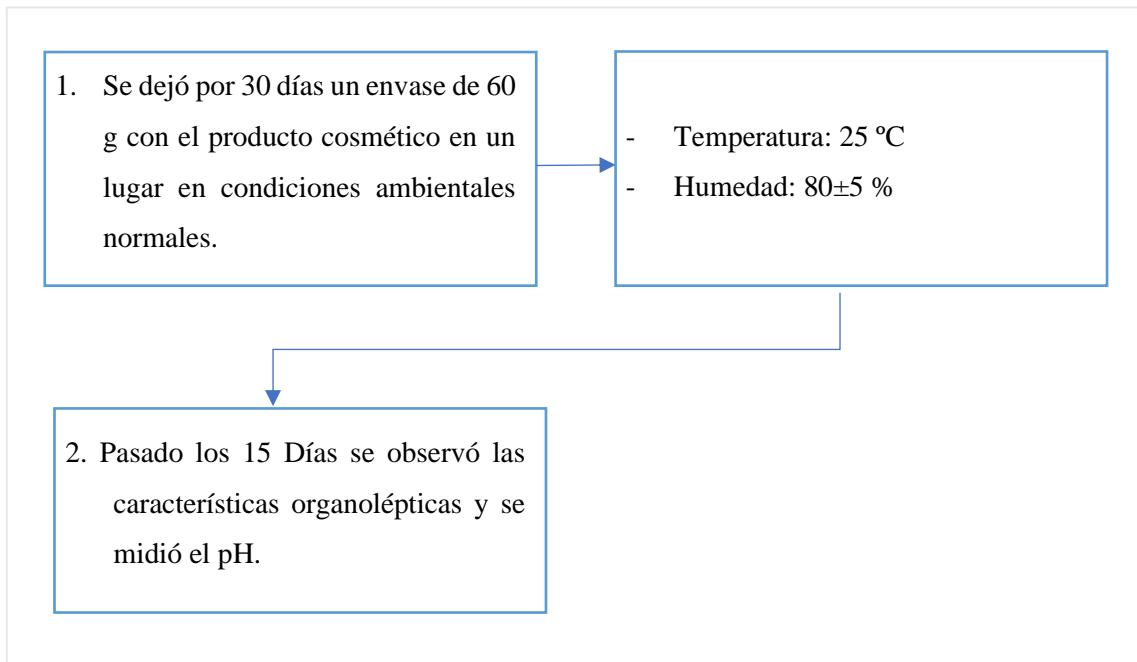 1. Se dejó por 30 días un envase de 60
g con el producto cosmético en un
lugar en condiciones ambientales
normales.
- Temperatura: 25 ºC
- Humedad: 80±5 %
2. Pasado los 15 Días se observó las
características organolépticas y se
midió el pH.